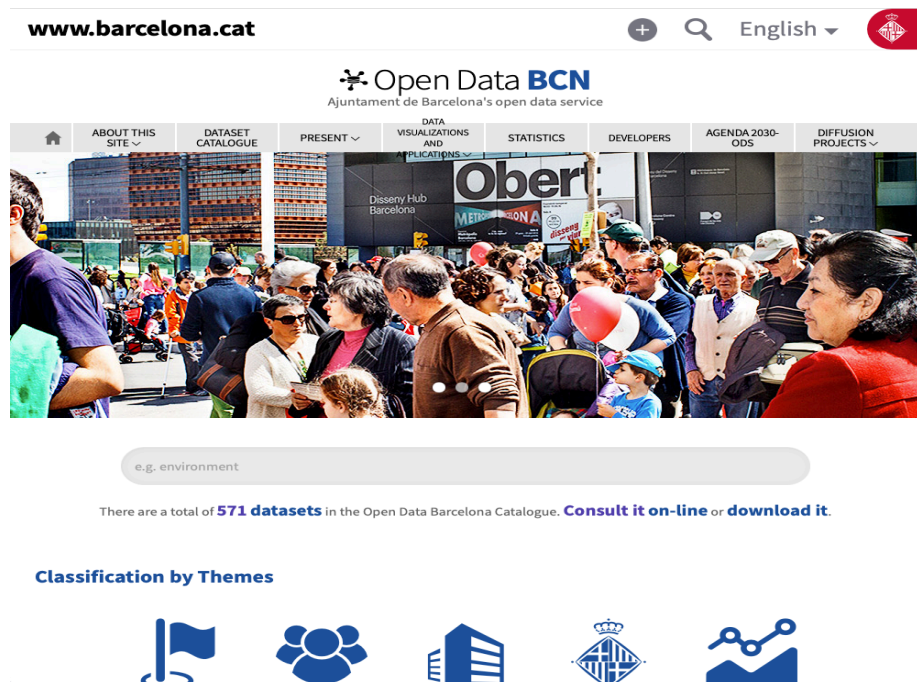 www.barcelona.cat
English
Open Data BCN
Ajuntament de Barcelona's open data service
ABOUT THIS
SITE
DATASET
CATALOGUE
PRESENT
DATA
VISUALIZATIONS
AND
APPLICATIONS
STATISTICS
DEVELOPERS
AGENDA 2030-
ODS
DIFFUSION
PROJECTS
Obert
Disseny Hub
Barcelona
disseny
e.g. environment
There are a total of 571 datasets in the Open Data Barcelona Catalogue. Consult it on-line or download it.
Classification by Themes